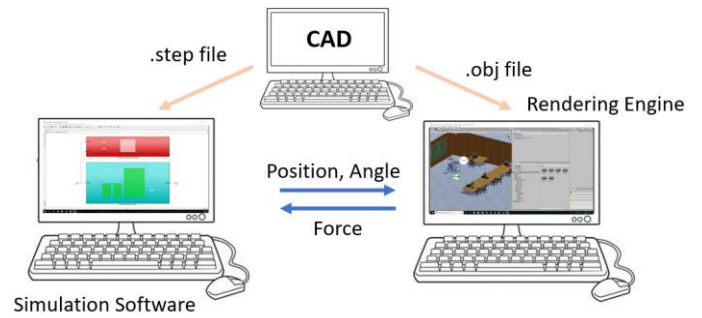 CAD
.step file
.obj file
Rendering Engine
Position, Angle
Force
Simulation Software